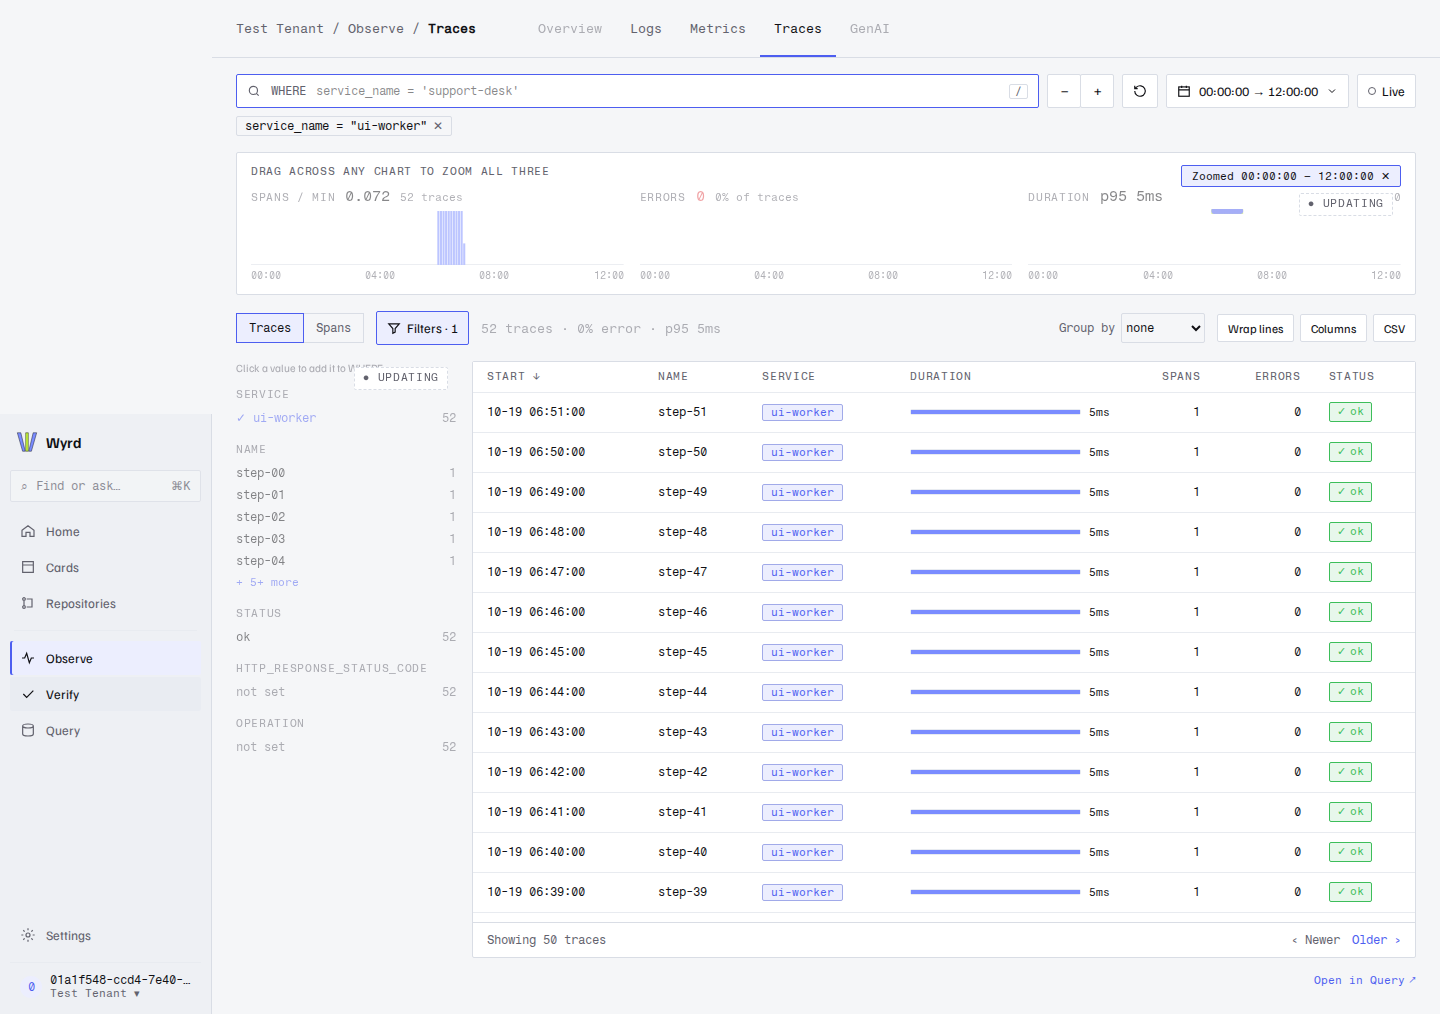 Test Tenant / Observe / Traces
Overview Logs Metrics Traces GenAI
WHERE service_name = 'support-desk' /
− + 00:00:00 → 12:00:00 Live
service_name = "ui-worker" ✕
DRAG ACROSS ANY CHART TO ZOOM ALL THREE
Zoomed 00:00:00 – 12:00:00 ✕
SPANS / MIN 0.072 52 traces
ERRORS 0 0% of traces
DURATION p95 5ms
● UPDATING 0
00:00 04:00 08:00 12:00
00:00 04:00 08:00 12:00
00:00 04:00 08:00 12:00
Traces Spans Filters · 1 52 traces · 0% error · p95 5ms
Group by none Wrap lines Columns CSV
Click a value to add it to WHERE
● UPDATING
SERVICE
✓ ui-worker 52
NAME
step-00 1
step-01 1
step-02 1
step-03 1
step-04 1
+ 5+ more
STATUS
ok 52
HTTP_RESPONSE_STATUS_CODE
not set 52
OPERATION
not set 52
START ↓ NAME SERVICE DURATION SPANS ERRORS STATUS
10-19 06:51:00 step-51 ui-worker 5ms 1 0 ✓ ok
10-19 06:50:00 step-50 ui-worker 5ms 1 0 ✓ ok
10-19 06:49:00 step-49 ui-worker 5ms 1 0 ✓ ok
10-19 06:48:00 step-48 ui-worker 5ms 1 0 ✓ ok
10-19 06:47:00 step-47 ui-worker 5ms 1 0 ✓ ok
10-19 06:46:00 step-46 ui-worker 5ms 1 0 ✓ ok
10-19 06:45:00 step-45 ui-worker 5ms 1 0 ✓ ok
10-19 06:44:00 step-44 ui-worker 5ms 1 0 ✓ ok
10-19 06:43:00 step-43 ui-worker 5ms 1 0 ✓ ok
10-19 06:42:00 step-42 ui-worker 5ms 1 0 ✓ ok
10-19 06:41:00 step-41 ui-worker 5ms 1 0 ✓ ok
10-19 06:40:00 step-40 ui-worker 5ms 1 0 ✓ ok
10-19 06:39:00 step-39 ui-worker 5ms 1 0 ✓ ok
Showing 50 traces ‹ Newer Older ›
Open in Query ↗
Wyrd
Find or ask… ⌘K
Home
Cards
Repositories
Observe
Verify
Query
Settings
0 01a1f548-ccd4-7e40-…
Test Tenant ▾